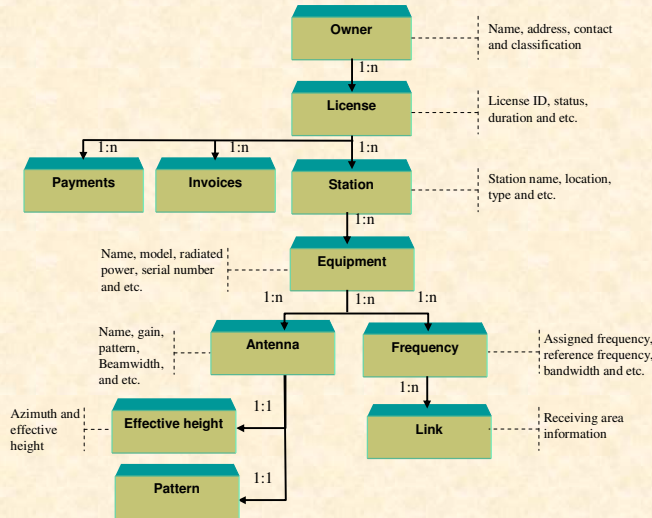 Owner
Name, address, contact
and classification
1:n
License
License ID, status,
duration and etc.
1:n
1:n
1:n
Payments
Invoices
Station
Station name, location,
type and etc.
1:n
Equipment
Name, model, radiated
power, serial number
and etc.
1:n
1:n
1:n
Antenna
Name, gain,
pattern,
Beamwidth,
and etc.
Frequency
Assigned frequency,
reference frequency,
bandwidth and etc.
1:n
1:1
Effective height
Azimuth and
effective
height
Link
Receiving area
information
1:1
Pattern